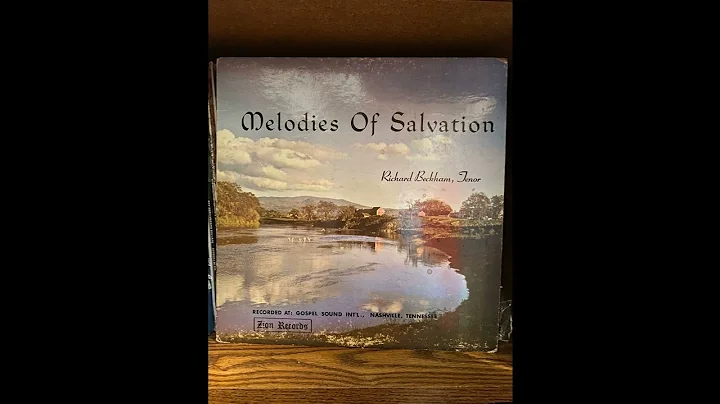 Melodies Of Salvation
Richard Beckham, Tenor
RECORDED AT: GOSPEL SOUND INT'L., NASHVILLE, TENNESSEE
Zion Records